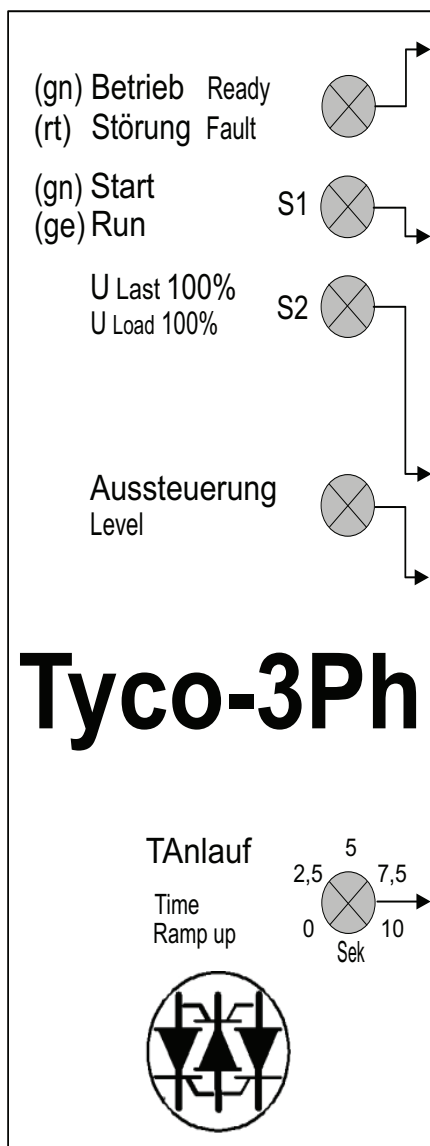 (gn) Betrieb Ready
(rt) Störung Fault
(gn) Start
(ge) Run
S1
U Last 100%
U Load 100%
S2
Aussteuerung
Level
Tyco-3Ph
TAnlauf
Time
Ramp up
5
2,5 7,5
0 10
Sek